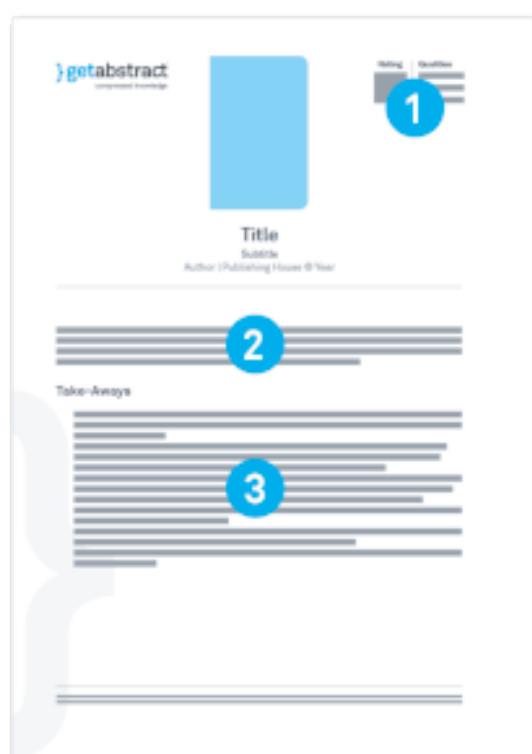 }getabstract
compressed knowledge
Rating | Qualities
1
Title
Subtitle
Author | Publishing House © Year
2
Take-Aways
3